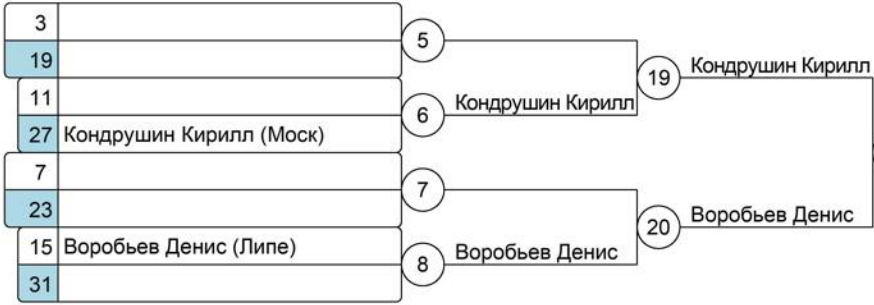 3
19
5
11
27 Кондрушин Кирилл (Моск)
6
Кондрушин Кирилл
19
Кондрушин Кирилл
7
23
7
15 Воробьев Денис (Липе)
31
8
Воробьев Денис
20
Воробьев Денис